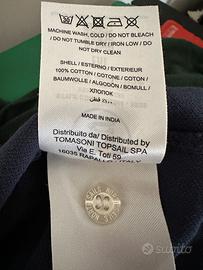 MACHINE WASH, COLD / DO NOT BLEACH
/ DO NOT TUMBLE DRY / IRON LOW / DO
NOT DRY CLEAN
SHELL / ESTERNO / EXTERIEUR
100% COTTON / COTONE / COTON /
BAUMWOLLE / ALGODÓN / BOMULL /
ХЛОПОК
قطن
MADE IN INDIA
Distribuito da/ Distributed by
TOMASONI TOPSAIL SPA
Via E. Toti 59
16035 RAPALLO / ITALY
subito